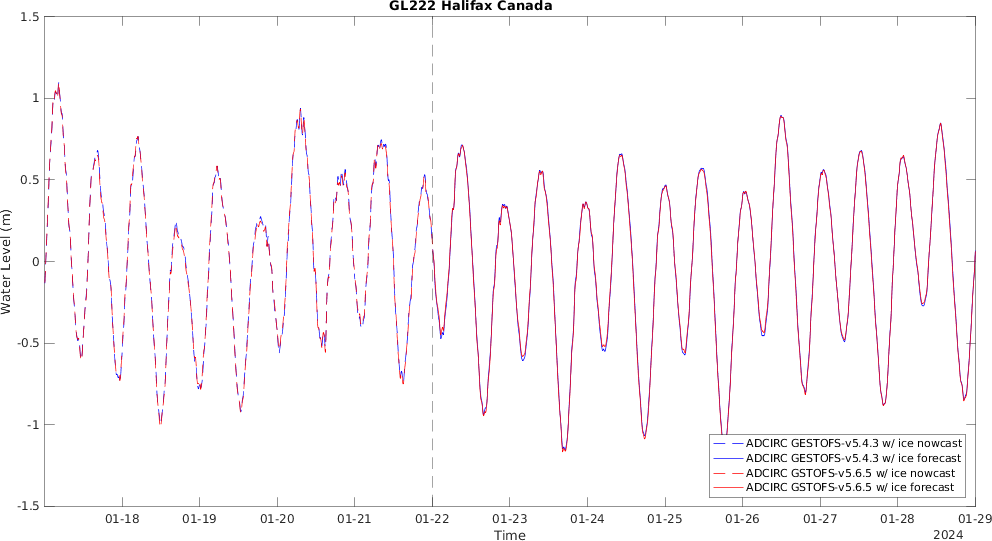 GL222 Halifax Canada
1.5
1
0.5
0
-0.5
-1
-1.5
Water Level (m)
01-18 01-19 01-20 01-21 01-22 01-23 01-24 01-25 01-26 01-27 01-28 01-29
Time
2024
ADCIRC GESTOFS-v5.4.3 w/ ice nowcast
ADCIRC GESTOFS-v5.4.3 w/ ice forecast
ADCIRC GSTOFS-v5.6.5 w/ ice nowcast
ADCIRC GSTOFS-v5.6.5 w/ ice forecast